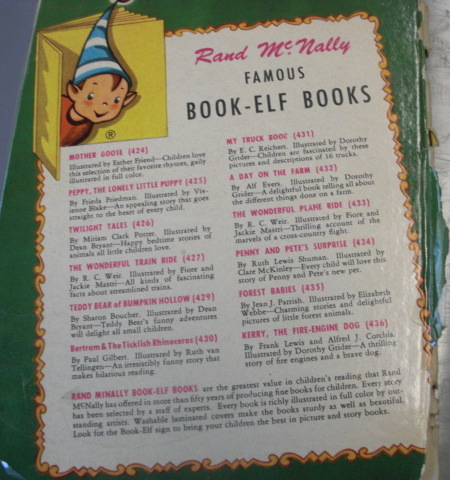 Rand McNally
FAMOUS
BOOK-ELF BOOKS
®
MOTHER GOOSE (424)
Illustrated by Esther Friend—Children love
this selection of their favorite rhymes, gaily
illustrated in full color.
PEPPY, THE LONELY LITTLE PUPPY (425)
By Frieda Friedman. Illustrated by Viv-
ienne Blake—An appealing story that goes
straight to the heart of every child.
TWILIGHT TALES (426)
By Miriam Clark Potter. Illustrated by
Dean Bryant—Happy bedtime stories of
animals all little children love.
THE WONDERFUL TRAIN RIDE (427)
By R. C. Weir. Illustrated by Fiore and
Jackie Mastri—All kinds of fascinating
facts about streamlined trains.
TEDDY BEAR of BUMPKIN HOLLOW (429)
By Sharon Boucher. Illustrated by Dean
Bryant—Teddy Bear's funny adventures
will delight all small children.
Bertram & The Ticklish Rhinoceros (430)
By Paul Gilbert. Illustrated by Ruth van
Tellingen—An irresistibly funny story that
makes hilarious reading.
MY TRUCK BOOK (431)
By E. C. Reichert. Illustrated by Dorothy
Grider—Children are fascinated by these
pictures and descriptions of 16 trucks.
A DAY ON THE FARM (432)
By Alf Evers. Illustrated by Dorothy
Grider—A delightful book telling all about
the different things done on a farm.
THE WONDERFUL PLANE RIDE (433)
By R. C. Weir. Illustrated by Fiore and
Jackie Mastri—Thrilling account of the
marvels of a cross-country flight.
PENNY AND PETE'S SURPRISE (434)
By Ruth Lewis Shuman. Illustrated by
Clare McKinley—Every child will love this
story of Penny and Pete's new pet.
FOREST BABIES (435)
By Jean J. Parrish. Illustrated by Elizabeth
Webbe—Charming stories and delightful
pictures of little forest animals.
KERRY, THE FIRE-ENGINE DOG (436)
By Frank Lewis and Alfred J. Corchia.
Illustrated by Dorothy Grider—A thrilling
story of fire engines and a brave dog.
RAND McNALLY BOOK-ELF BOOKS are the greatest value in children's reading that Rand
McNally has offered in more than fifty years of producing fine books for children. Every story
has been selected by a staff of experts. Every book is richly illustrated in full color by out-
standing artists. Washable laminated covers make the books sturdy as well as beautiful.
Look for the Book-Elf sign to bring your children the best in picture and story books.